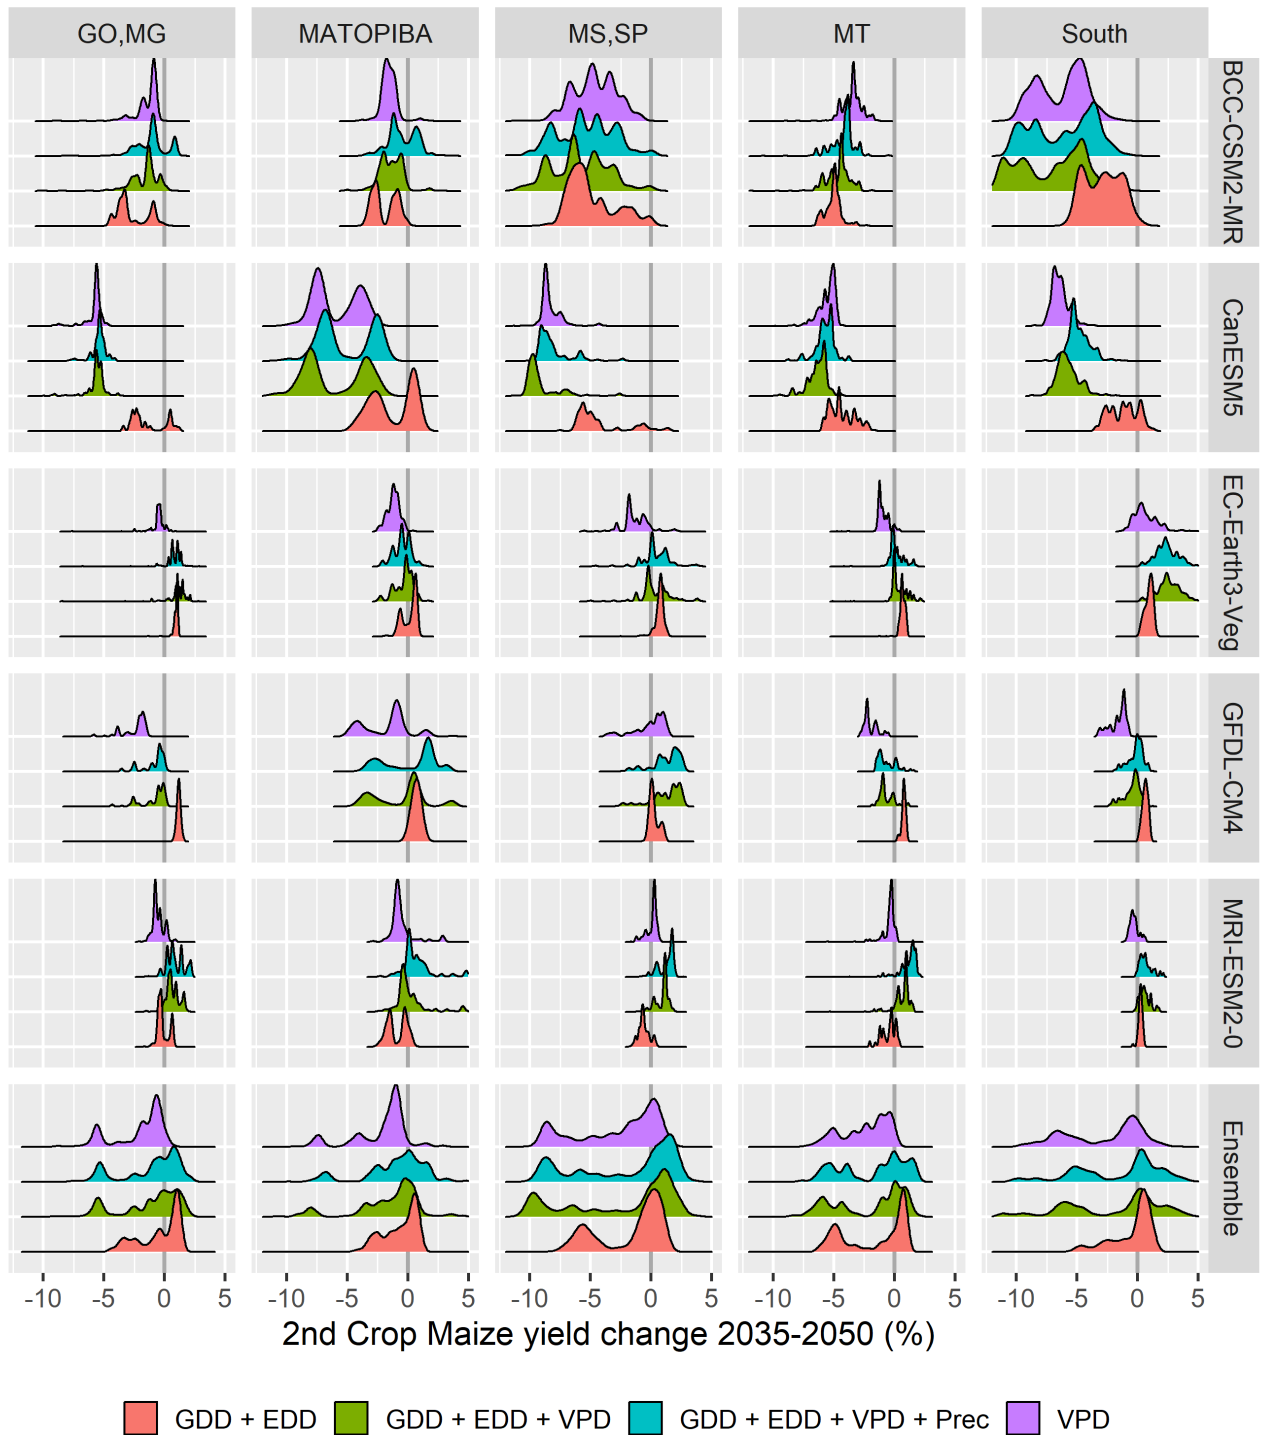 GO,MG MATOPIBA MS,SP MT South
BCC-CSM2-MR
CanESM5
EC-Earth3-Veg
GFDL-CM4
MRI-ESM2-0
Ensemble
-10 -5 0 5 -10 -5 0 5 -10 -5 0 5 -10 -5 0 5 -10 -5 0 5
2nd Crop Maize yield change 2035-2050 (%)
GDD + EDD GDD + EDD + VPD GDD + EDD + VPD + Prec VPD